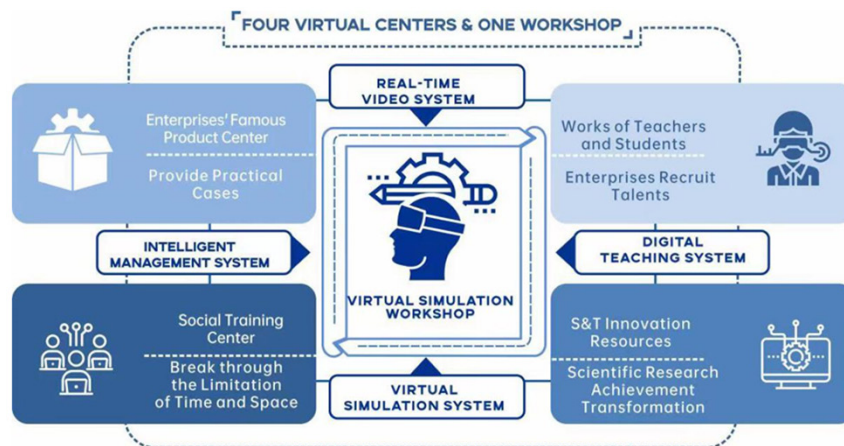 FOUR VIRTUAL CENTERS & ONE WORKSHOP
REAL-TIME
VIDEO SYSTEM
Enterprises' Famous
Product Center
Provide Practical
Cases
Works of Teachers
and Students
Enterprises Recruit
Talents
INTELLIGENT
MANAGEMENT SYSTEM
DIGITAL
TEACHING SYSTEM
VIRTUAL SIMULATION
WORKSHOP
Social Training
Center
Break through
the Limitation
of Time and Space
S&T Innovation
Resources
Scientific Research
Achievement
Transformation
VIRTUAL
SIMULATION SYSTEM